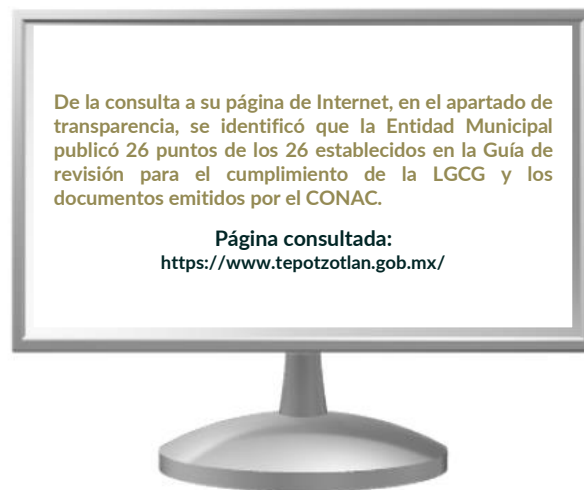 De la consulta a su página de Internet, en el apartado de
transparencia, se identificó que la Entidad Municipal
publicó 26 puntos de los 26 establecidos en la Guía de
revisión para el cumplimiento de la LGCG y los
documentos emitidos por el CONAC.
Página consultada:
https://www.tepotzotlan.gob.mx/